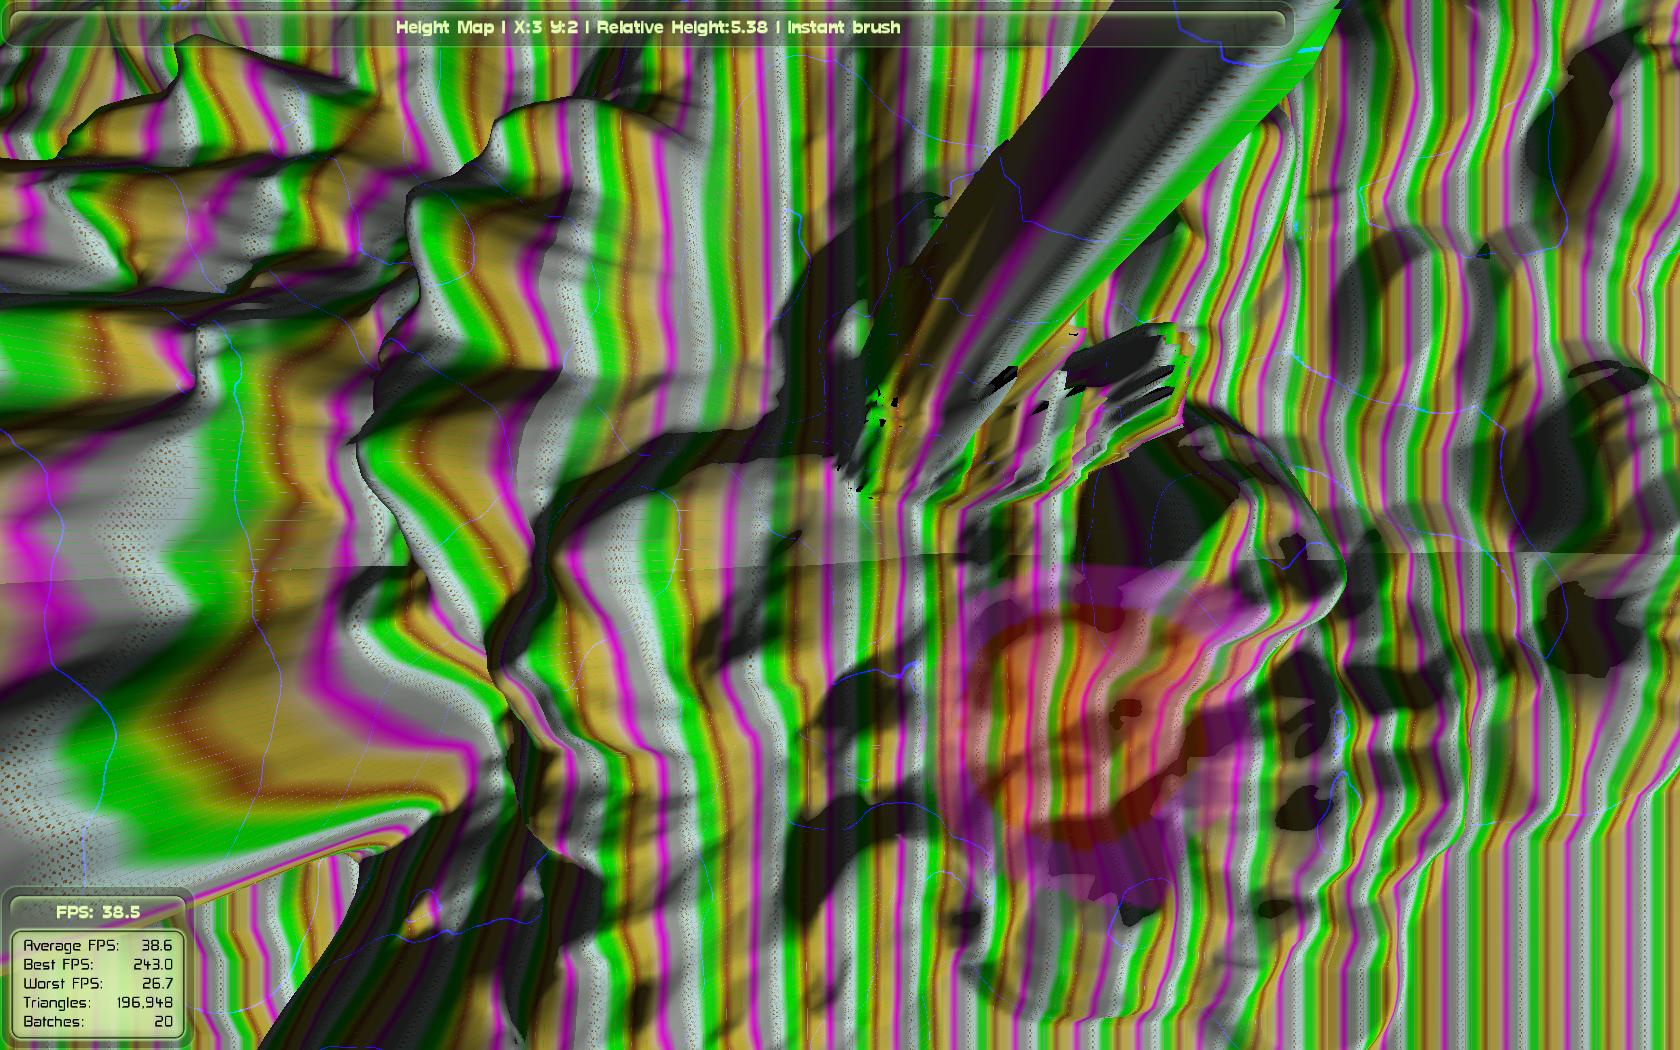 Height Map | X:3 Y:2 | Relative Height:5.38 | Instant brush
FPS: 38.5
Average FPS: 38.6
Best FPS: 243.0
Worst FPS: 26.7
Triangles: 196,948
Batches: 20